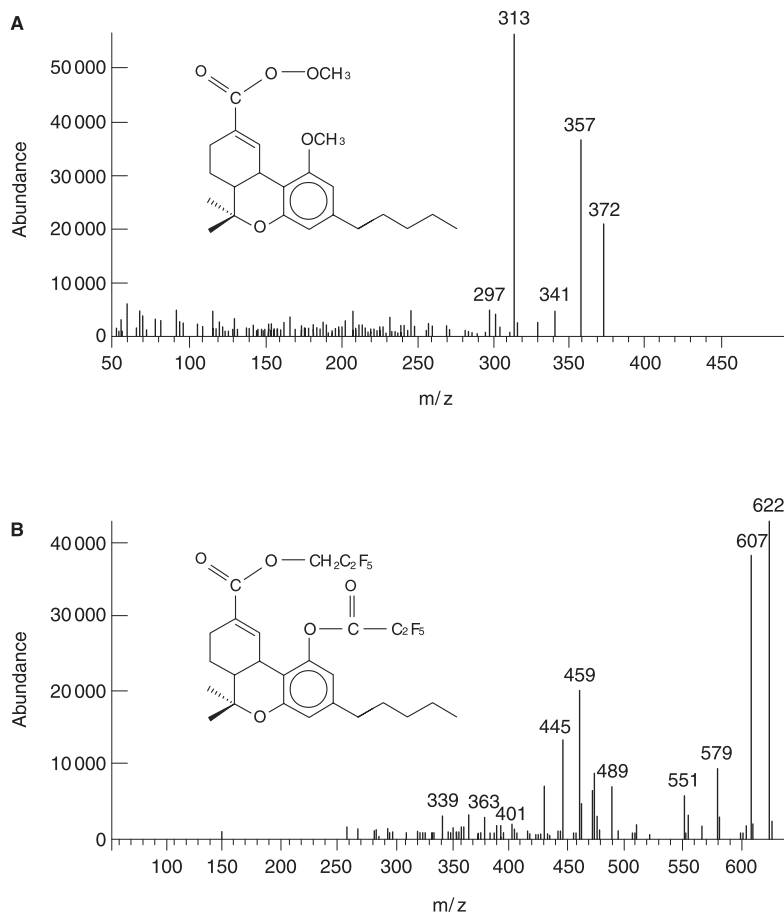 A
Abundance
50 000
40 000
30 000
20 000
10 000
0
O
O
OCH3
C
OCH3
O
297
313
341
357
372
50
100
150
200
250
300
350
400
450
m/z
B
Abundance
40 000
30 000
20 000
10 000
0
O
O
CH2C2F5
C
O
O
C
C2F5
O
339
363
401
445
459
489
551
579
607
622
100
150
200
250
300
350
400
450
500
550
600
m/z